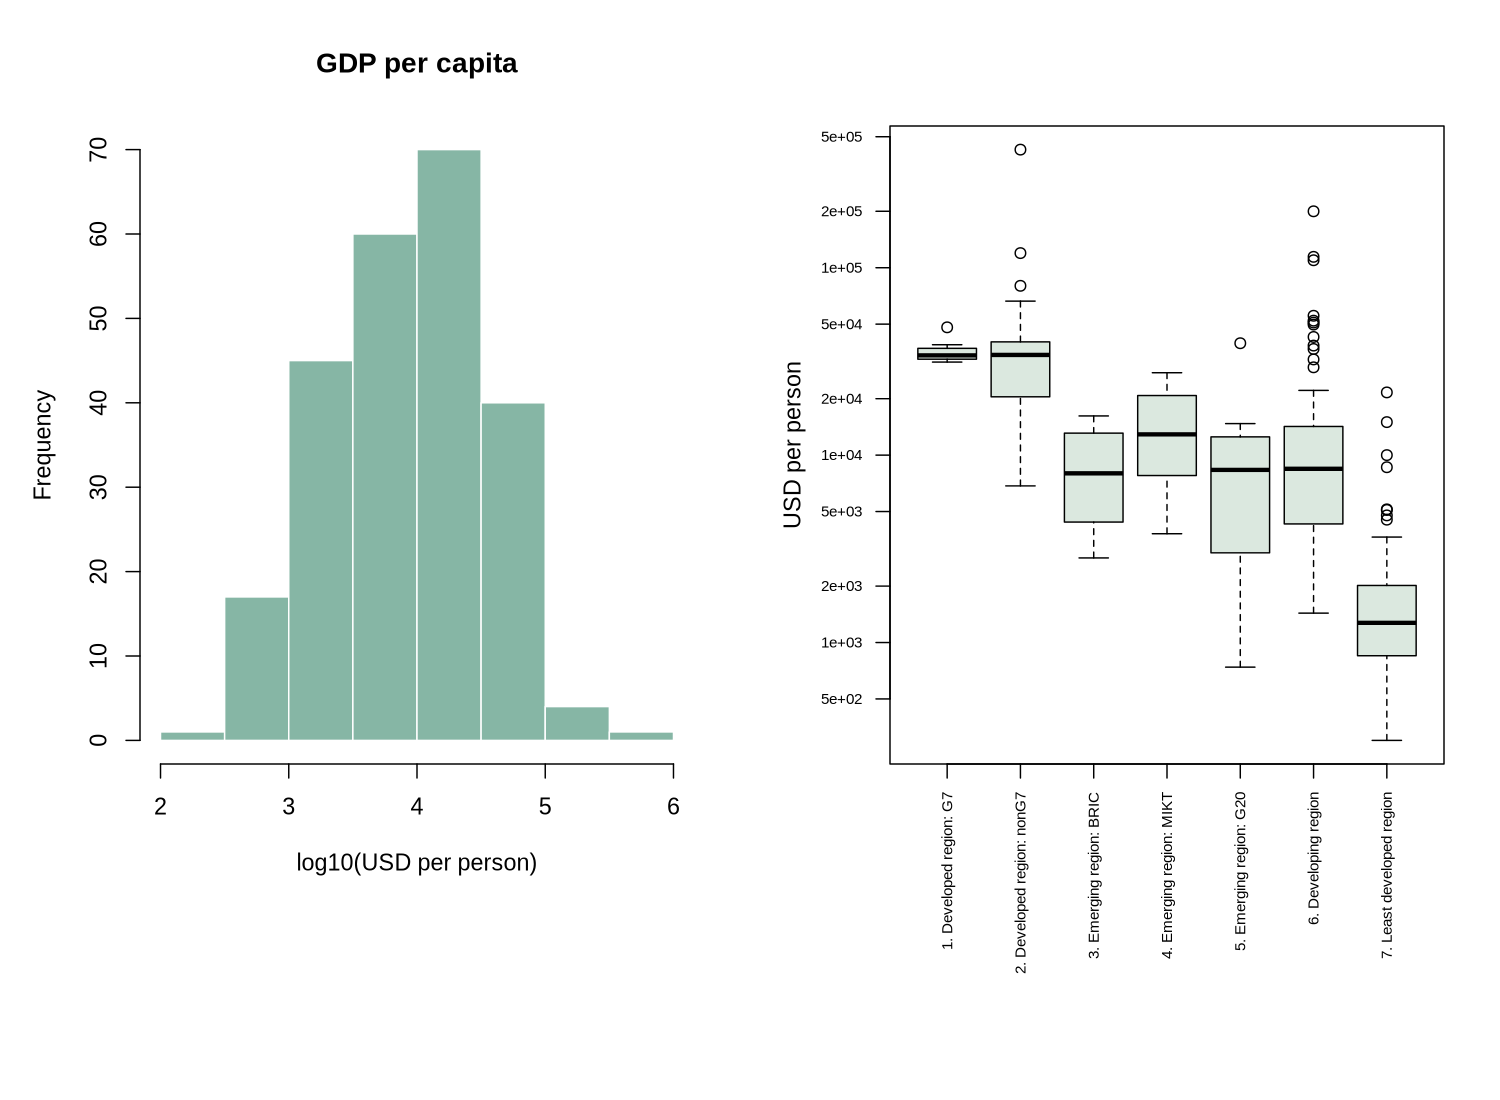 GDP per capita
Frequency
70
60
50
40
30
20
10
0
2 3 4 5 6
log10(USD per person)
USD per person
5e+05
2e+05
1e+05
5e+04
2e+04
1e+04
5e+03
2e+03
1e+03
5e+02
1. Developed region: G7
2. Developed region: nonG7
3. Emerging region: BRIC
4. Emerging region: MIKT
5. Emerging region: G20
6. Developing region
7. Least developed region